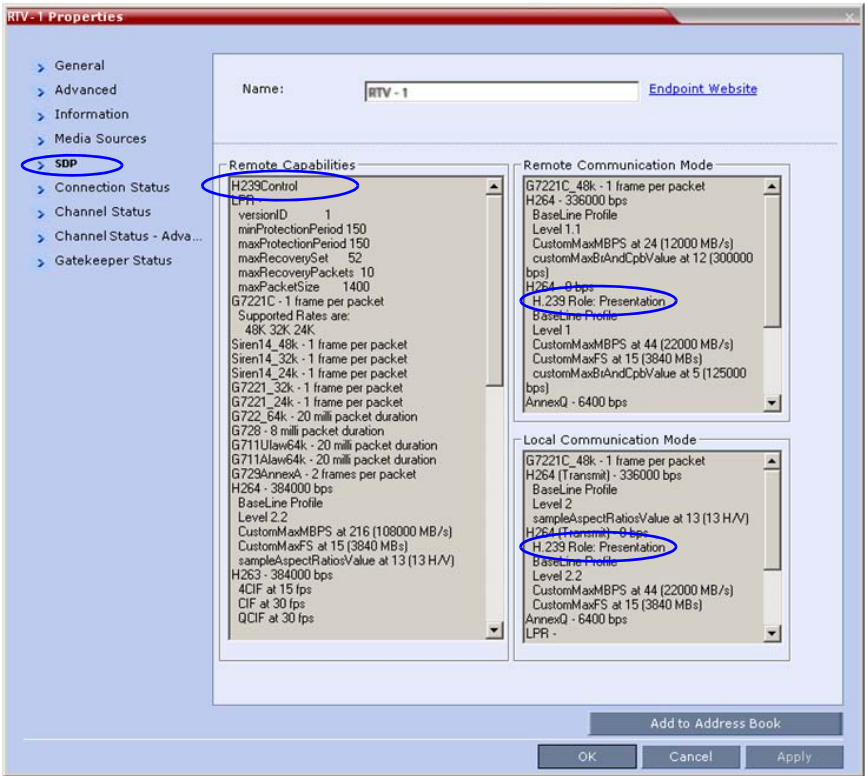 RTV - 1 Properties
General
Advanced
Information
Media Sources
SDP
Connection Status
Channel Status
Channel Status - Adva...
Gatekeeper Status
Name:
RTV - 1
Endpoint Website
Remote Capabilities
H239Control
LPR -
versionID 1
minProtectionPeriod 150
maxProtectionPeriod 150
maxRecoverySet 52
maxRecoveryPackets 10
maxPacketSize 1400
G7221C - 1 frame per packet
Supported Rates are:
48K 32K 24K
Siren14_48k - 1 frame per packet
Siren14_32k - 1 frame per packet
Siren14_24k - 1 frame per packet
G7221_32k - 1 frame per packet
G7221_24k - 1 frame per packet
G722_64k - 20 milli packet duration
G728 - 8 milli packet duration
G711Ulaw64k - 20 milli packet duration
G711Alaw64k - 20 milli packet duration
G729AnnexA - 2 frames per packet
H264 - 384000 bps
BaseLine Profile
Level 2.2
CustomMaxMBPS at 216 (108000 MB/s)
CustomMaxFS at 15 (3840 MBs)
sampleAspectRatiosValue at 13 (13 H/V)
H263 - 384000 bps
4CIF at 15 fps
CIF at 30 fps
QCIF at 30 fps
Remote Communication Mode
G7221C_48k - 1 frame per packet
H264 - 336000 bps
BaseLine Profile
Level 1.1
CustomMaxMBPS at 24 (12000 MB/s)
customMaxBrAndCpbValue at 12 (300000
bps)
H264 - 0 bps
H.239 Role: Presentation
BaseLine Profile
Level 1
CustomMaxMBPS at 44 (22000 MB/s)
CustomMaxFS at 15 (3840 MBs)
customMaxBrAndCpbValue at 5 (125000
bps)
AnnexQ - 6400 bps
Local Communication Mode
G7221C_48k - 1 frame per packet
H264 (Transmit) - 336000 bps
BaseLine Profile
Level 2
sampleAspectRatiosValue at 13 (13 H/V)
H264 (Transmit) - 0 bps
H.239 Role: Presentation
BaseLine Profile
Level 2.2
CustomMaxMBPS at 44 (22000 MB/s)
CustomMaxFS at 15 (3840 MBs)
AnnexQ - 6400 bps
LPR -
Add to Address Book
OK
Cancel
Apply